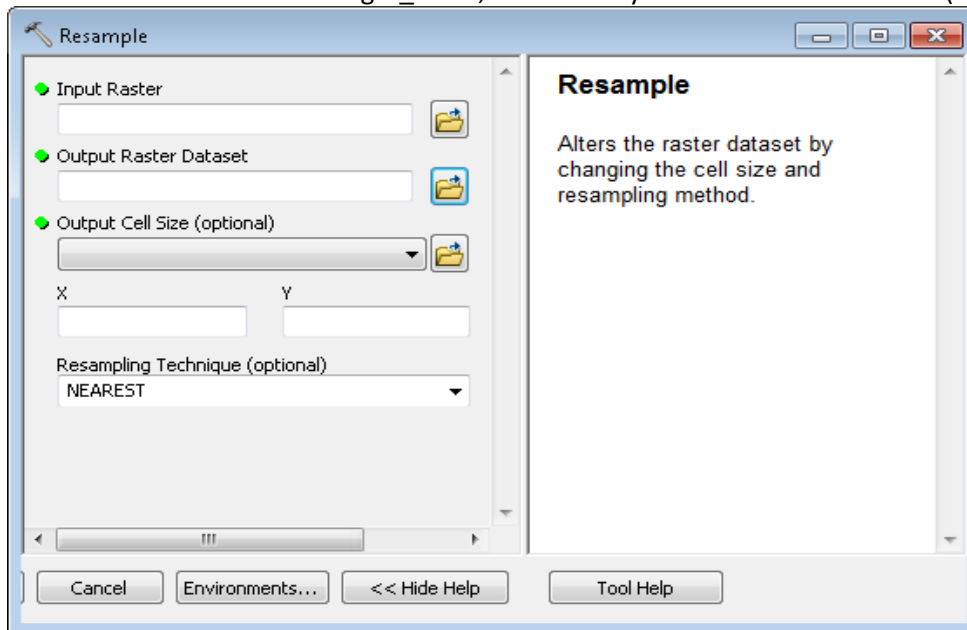 Resample
Input Raster
Output Raster Dataset
Output Cell Size (optional)
X Y
Resampling Technique (optional)
NEAREST
Cancel Environments... << Hide Help
Resample
Alters the raster dataset by
changing the cell size and
resampling method.
Tool Help